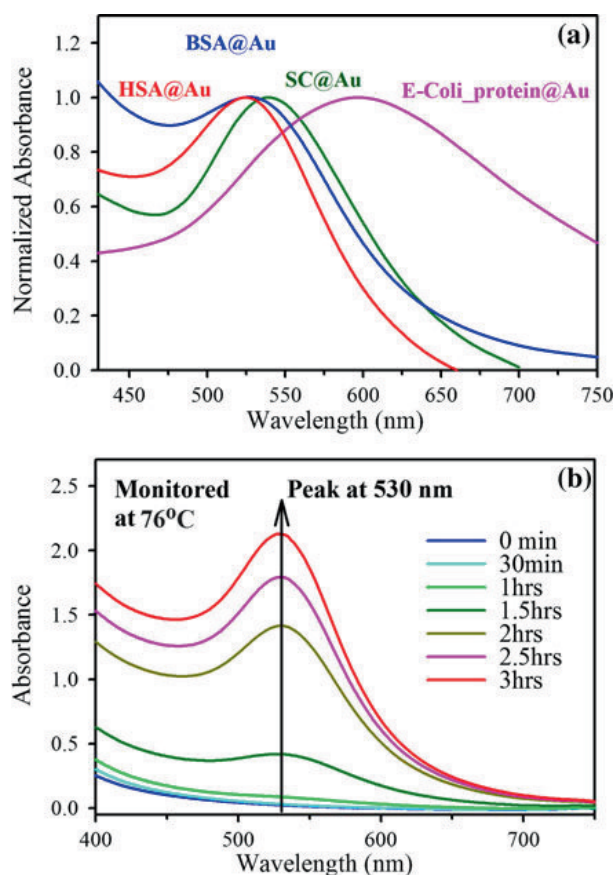 (a)
BSA@Au
HSA@Au
SC@Au
E-Coli_protein@Au
Normalized Absorbance
1.2
1.0
0.8
0.6
0.4
0.2
0.0
450 500 550 600 650 700 750
Wavelength (nm)
(b)
Monitored
at 76°C
Peak at 530 nm
0 min
30min
1hrs
1.5hrs
2hrs
2.5hrs
3hrs
Absorbance
2.5
2.0
1.5
1.0
0.5
0.0
400 500 600 700
Wavelength (nm)